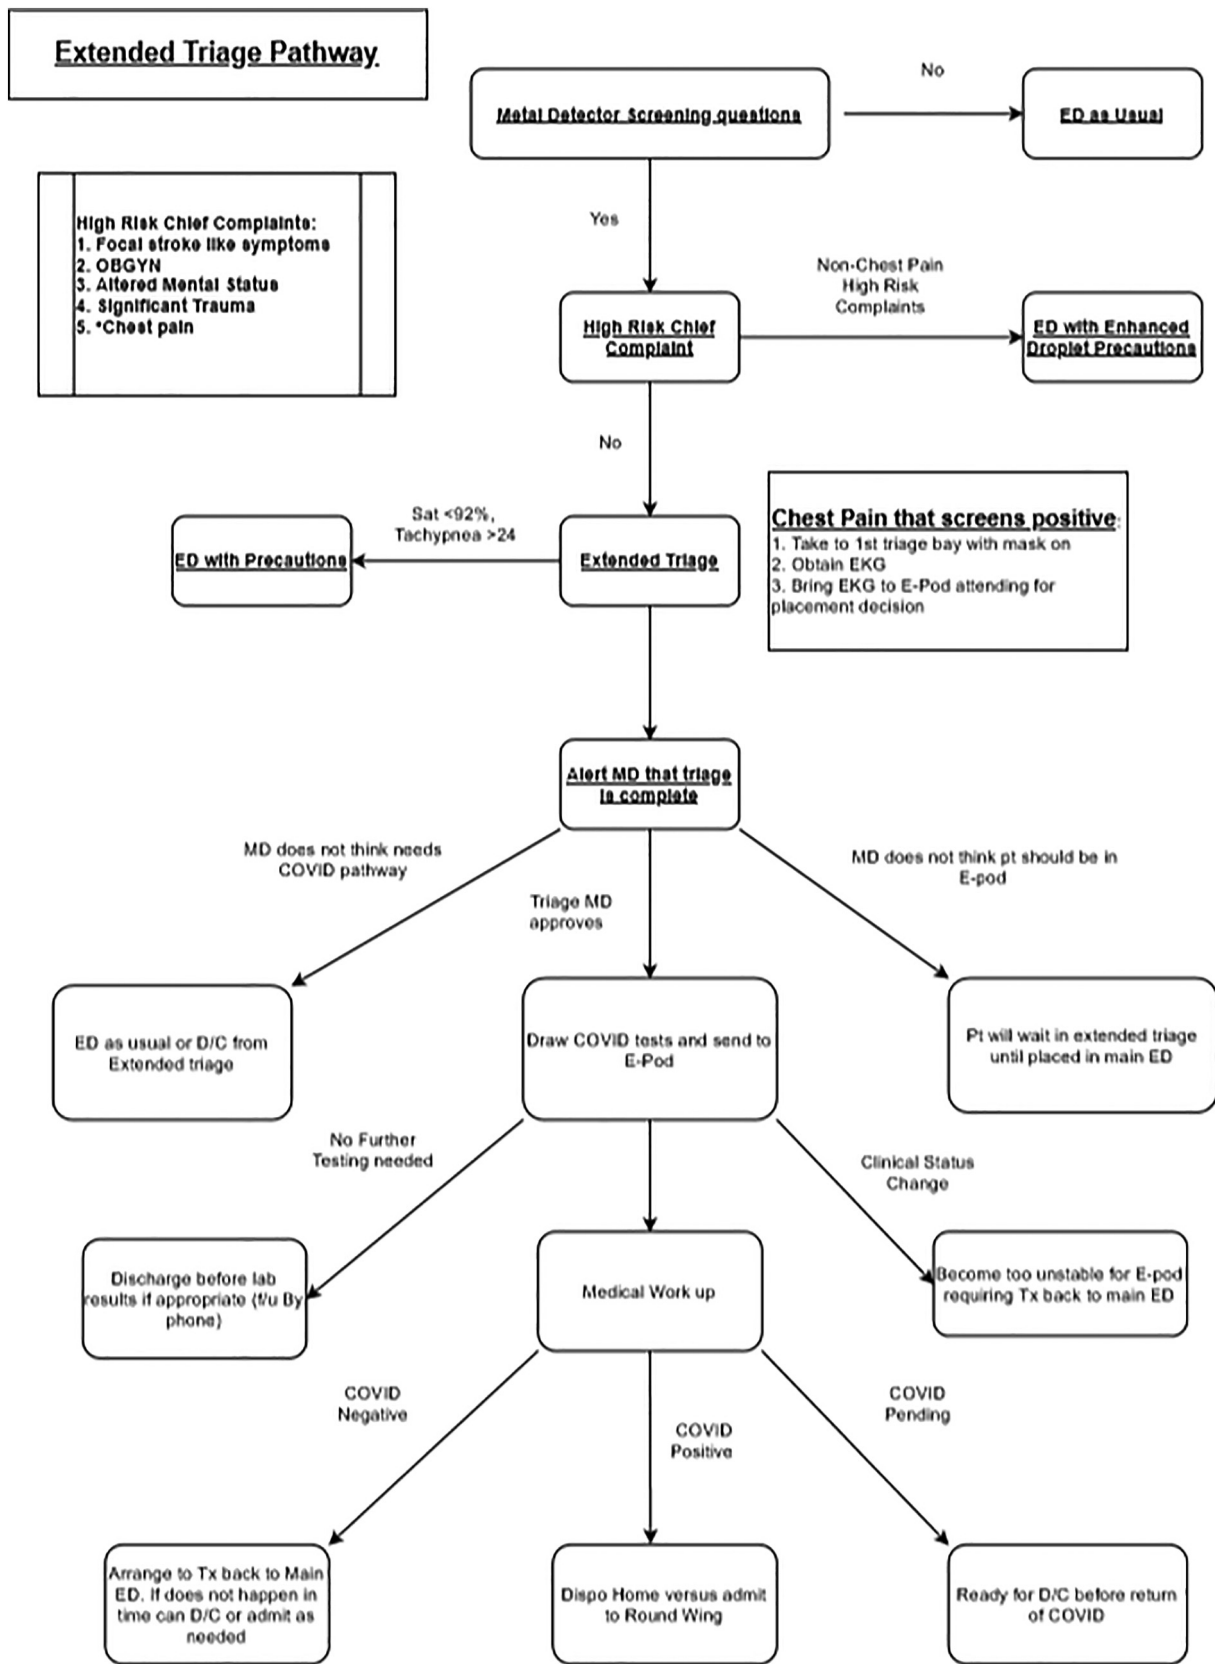 Extended Triage Pathway
Metal Detector Screening questions
No
ED as Usual
High Risk Chief Complaints:
1. Focal stroke like symptoms
2. OBGYN
3. Altered Mental Status
4. Significant Trauma
5. *Chest pain
Yes
Non-Chest Pain
High Risk
Complaints
High Risk Chief
Complaint
ED with Enhanced
Droplet Precautions
No
Sat <92%,
Tachypnea >24
ED with Precautions
Extended Triage
Chest Pain that screens positive:
1. Take to 1st triage bay with mask on
2. Obtain EKG
3. Bring EKG to E-Pod attending for
placement decision
Alert MD that triage
is complete
MD does not think needs
COVID pathway
Triage MD
approves
MD does not think pt should be in
E-pod
ED as usual or D/C from
Extended triage
Draw COVID tests and send to
E-Pod
Pt will wait in extended triage
until placed in main ED
No Further
Testing needed
Clinical Status
Change
Discharge before lab
results if appropriate (f/u By
phone)
Medical Work up
Become too unstable for E-pod
requiring Tx back to main ED
COVID
Negative
COVID
Positive
COVID
Pending
Arrange to Tx back to Main
ED. If does not happen in
time can D/C or admit as
needed
Dispo Home versus admit
to Round Wing
Ready for D/C before return
of COVID